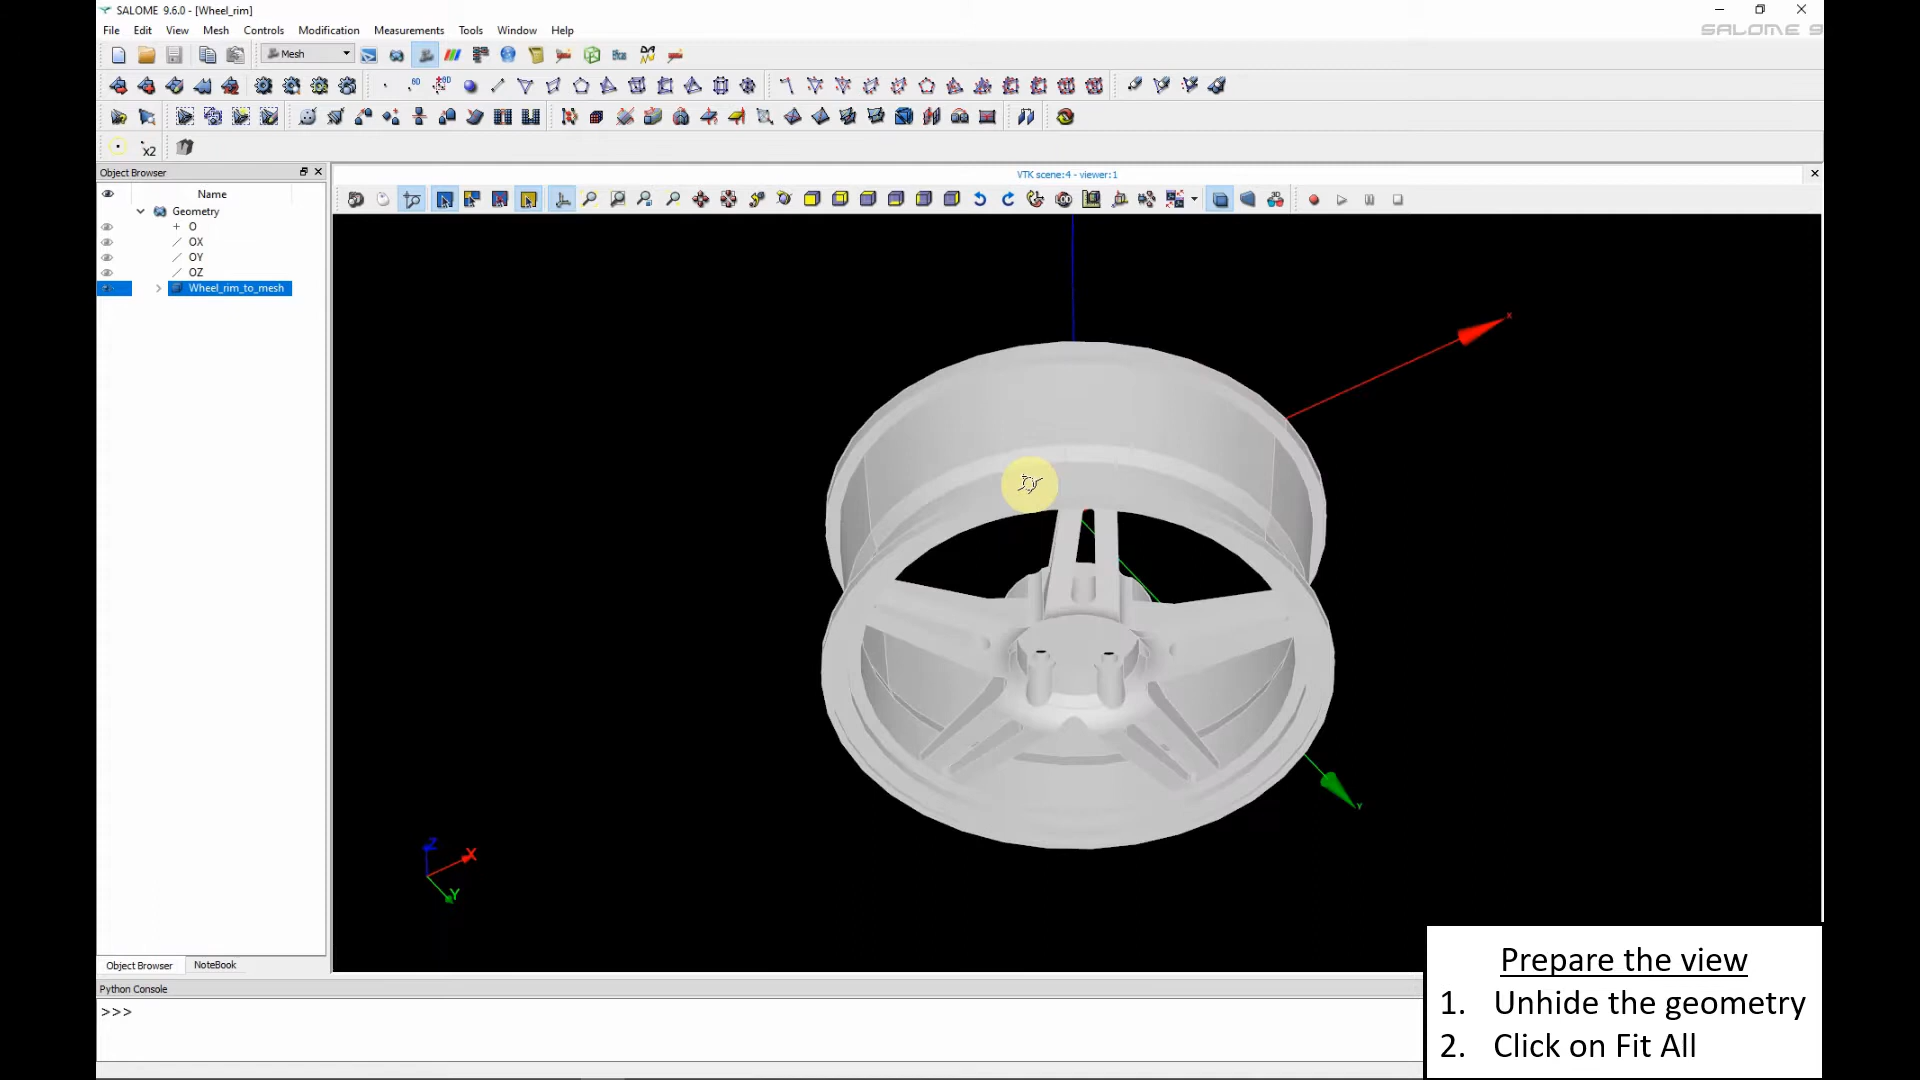 SALOME 9.6.0 - [Wheel_rim]
File Edit View Mesh Controls Modification Measurements Tools Window Help
SALOME 9
Mesh
x2
Object Browser
VTK scene:4 - viewer:1
Name
Geometry
O
OX
OY
OZ
Wheel_rim_to_mesh
X
Y
Z
X
Y
Object Browser NoteBook
Python Console
>>>
Prepare the view
1. Unhide the geometry
2. Click on Fit All